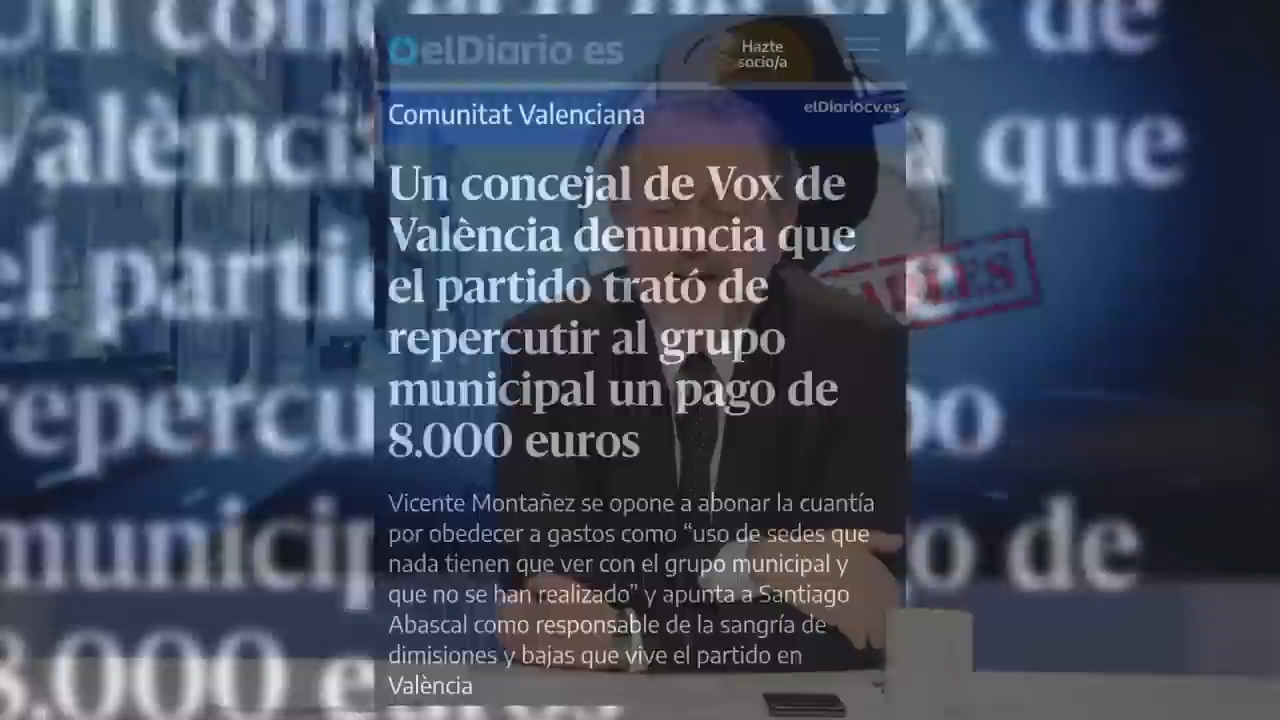 elDiario es
Hazte
socio/a
Comunitat Valenciana
elDiariocv.es
Un concejal de Vox de
València denuncia que
el partido trató de
repercutir al grupo
municipal un pago de
8.000 euros
Vicente Montañez se opone a abonar la cuantía
por obedecer a gastos como “uso de sedes que
nada tienen que ver con el grupo municipal y
que no se han realizado” y apunta a Santiago
Abascal como responsable de la sangría de
dimisiones y bajas que vive el partido en
València